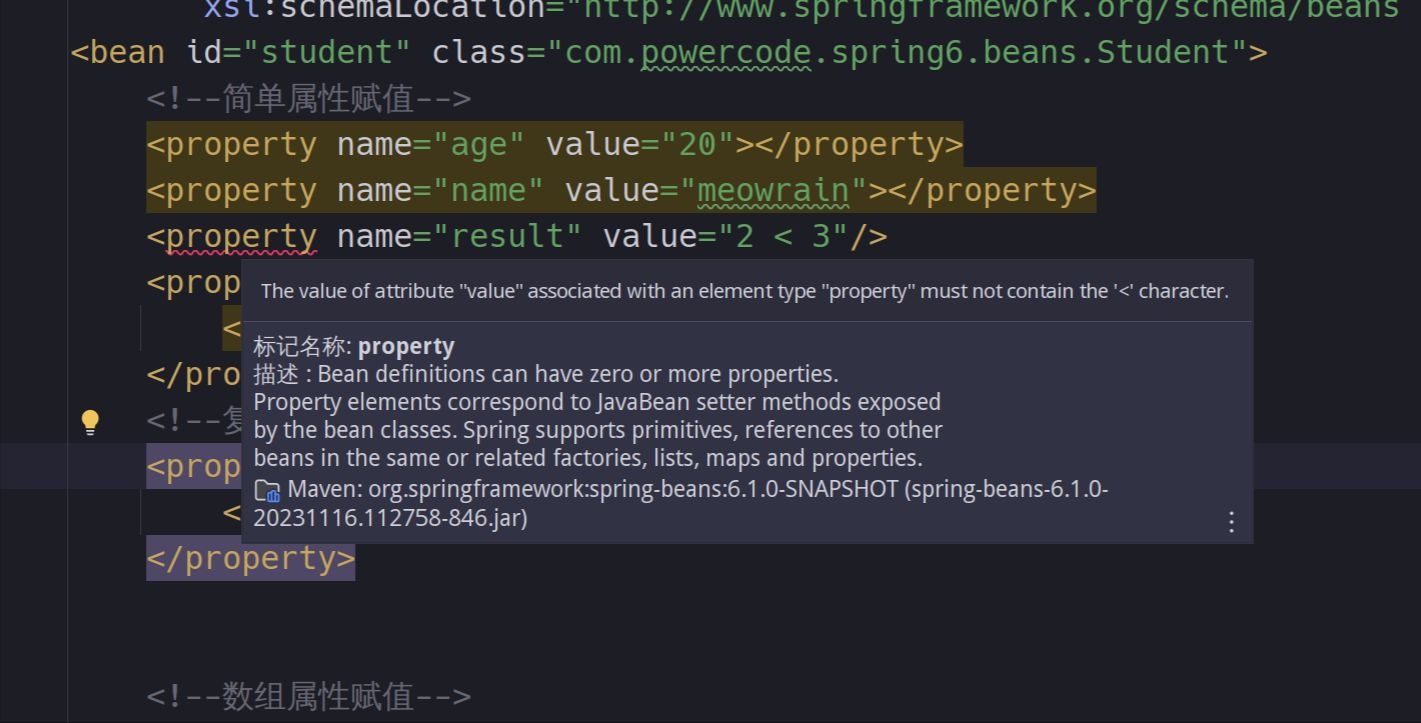 xsi:schemaLocation="http://www.springframework.org/schema/beans
<bean id="student" class="com.powercode.spring6.beans.Student">
<!--简单属性赋值-->
<property name="age" value="20"></property>
<property name="name" value="meowrain"></property>
<property name="result" value="2 < 3"/>
<prop
The value of attribute "value" associated with an element type "property" must not contain the '<' character.
<
标记名称: property
</pro
描述 : Bean definitions can have zero or more properties.
Property elements correspond to JavaBean setter methods exposed
<!--复
by the bean classes. Spring supports primitives, references to other
<prop
beans in the same or related factories, lists, maps and properties.
Maven: org.springframework:spring-beans:6.1.0-SNAPSHOT (spring-beans-6.1.0-
<
20231116.112758-846.jar)
</property>
<!--数组属性赋值-->